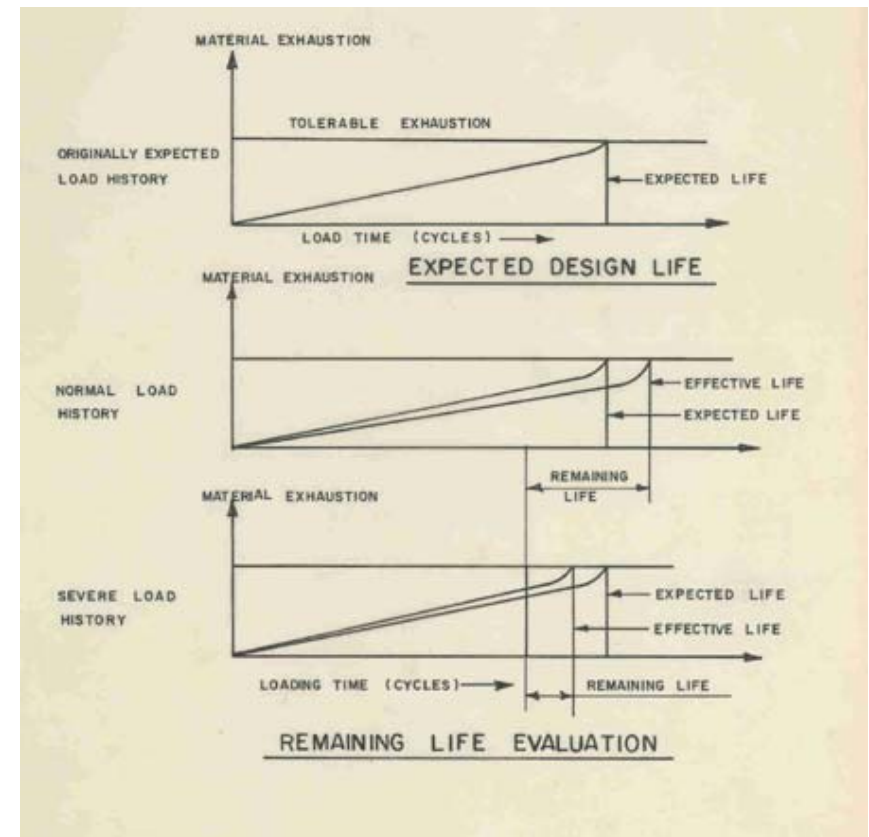 MATERIAL EXHAUSTION
TOLERABLE EXHAUSTION
ORIGINALLY EXPECTED
LOAD HISTORY
EXPECTED LIFE
LOAD TIME (CYCLES)
EXPECTED DESIGN LIFE
MATERIAL EXHAUSTION
NORMAL LOAD
HISTORY
EFFECTIVE LIFE
EXPECTED LIFE
REMAINING
LIFE
MATERIAL EXHAUSTION
SEVERE LOAD
HISTORY
EXPECTED LIFE
EFFECTIVE LIFE
LOADING TIME (CYCLES)
REMAINING LIFE
REMAINING LIFE EVALUATION